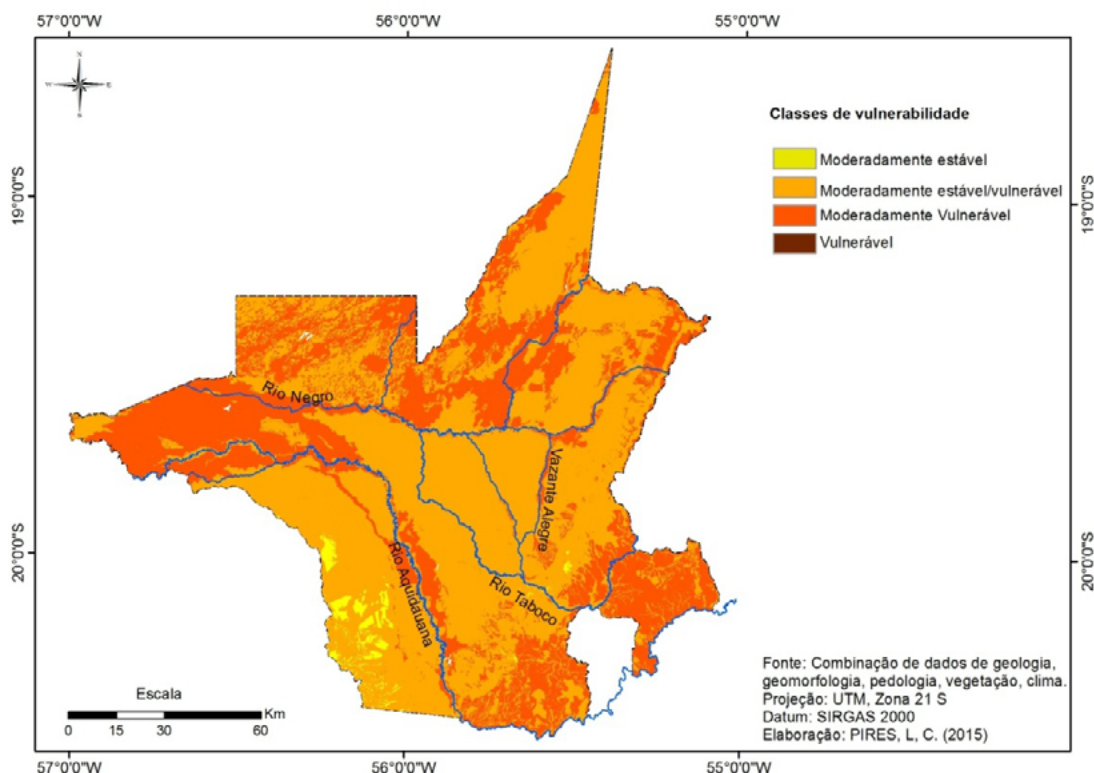 57°0'0"W
56°0'0"W
55°0'0"W
N
W
E
S
Classes de vulnerabilidade
Moderadamente estável
Moderadamente estável/vulnerável
Moderadamente Vulnerável
Vulnerável
19°0'0"S
19°0'0"S
Rio Negro
Vazante Alegre
20°0'0"S
20°0'0"S
Rio Aquidauana
Rio Taboco
Escala
Km
0 15 30 60
Fonte: Combinação de dados de geologia,
geomorfologia, pedologia, vegetação, clima.
Projeção: UTM, Zona 21 S
Datum: SIRGAS 2000
Elaboração: PIRES, L, C. (2015)
57°0'0"W
56°0'0"W
55°0'0"W